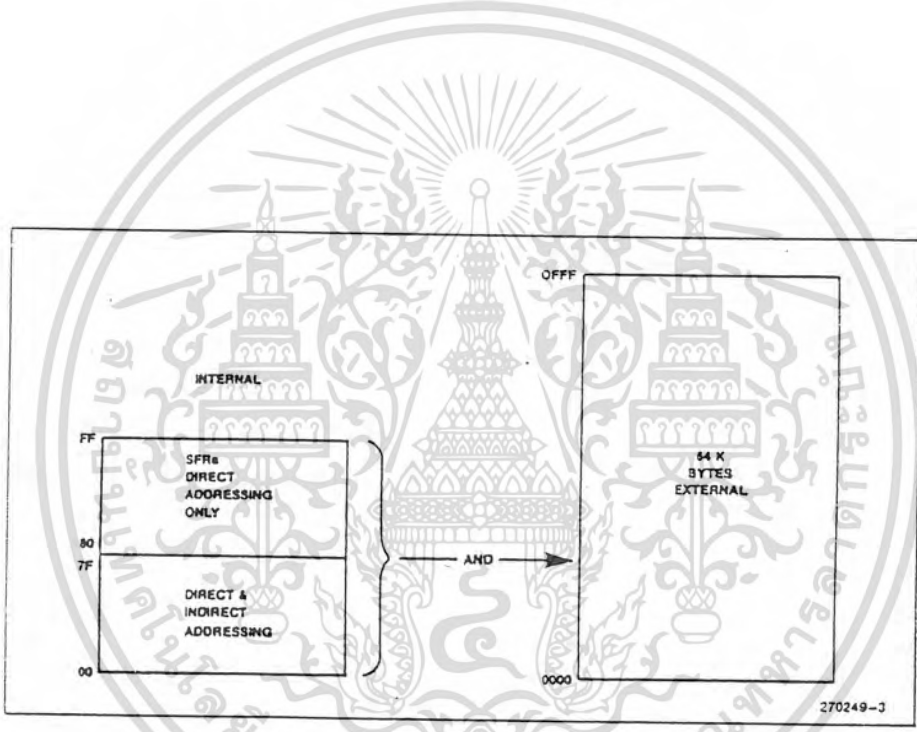 INTERNAL
FF
SFRs
DIRECT
ADDRESSING
ONLY
80
7F
DIRECT &
INDIRECT
ADDRESSING
00
AND
OFFF
64 K
BYTES
EXTERNAL
0000
270249-3